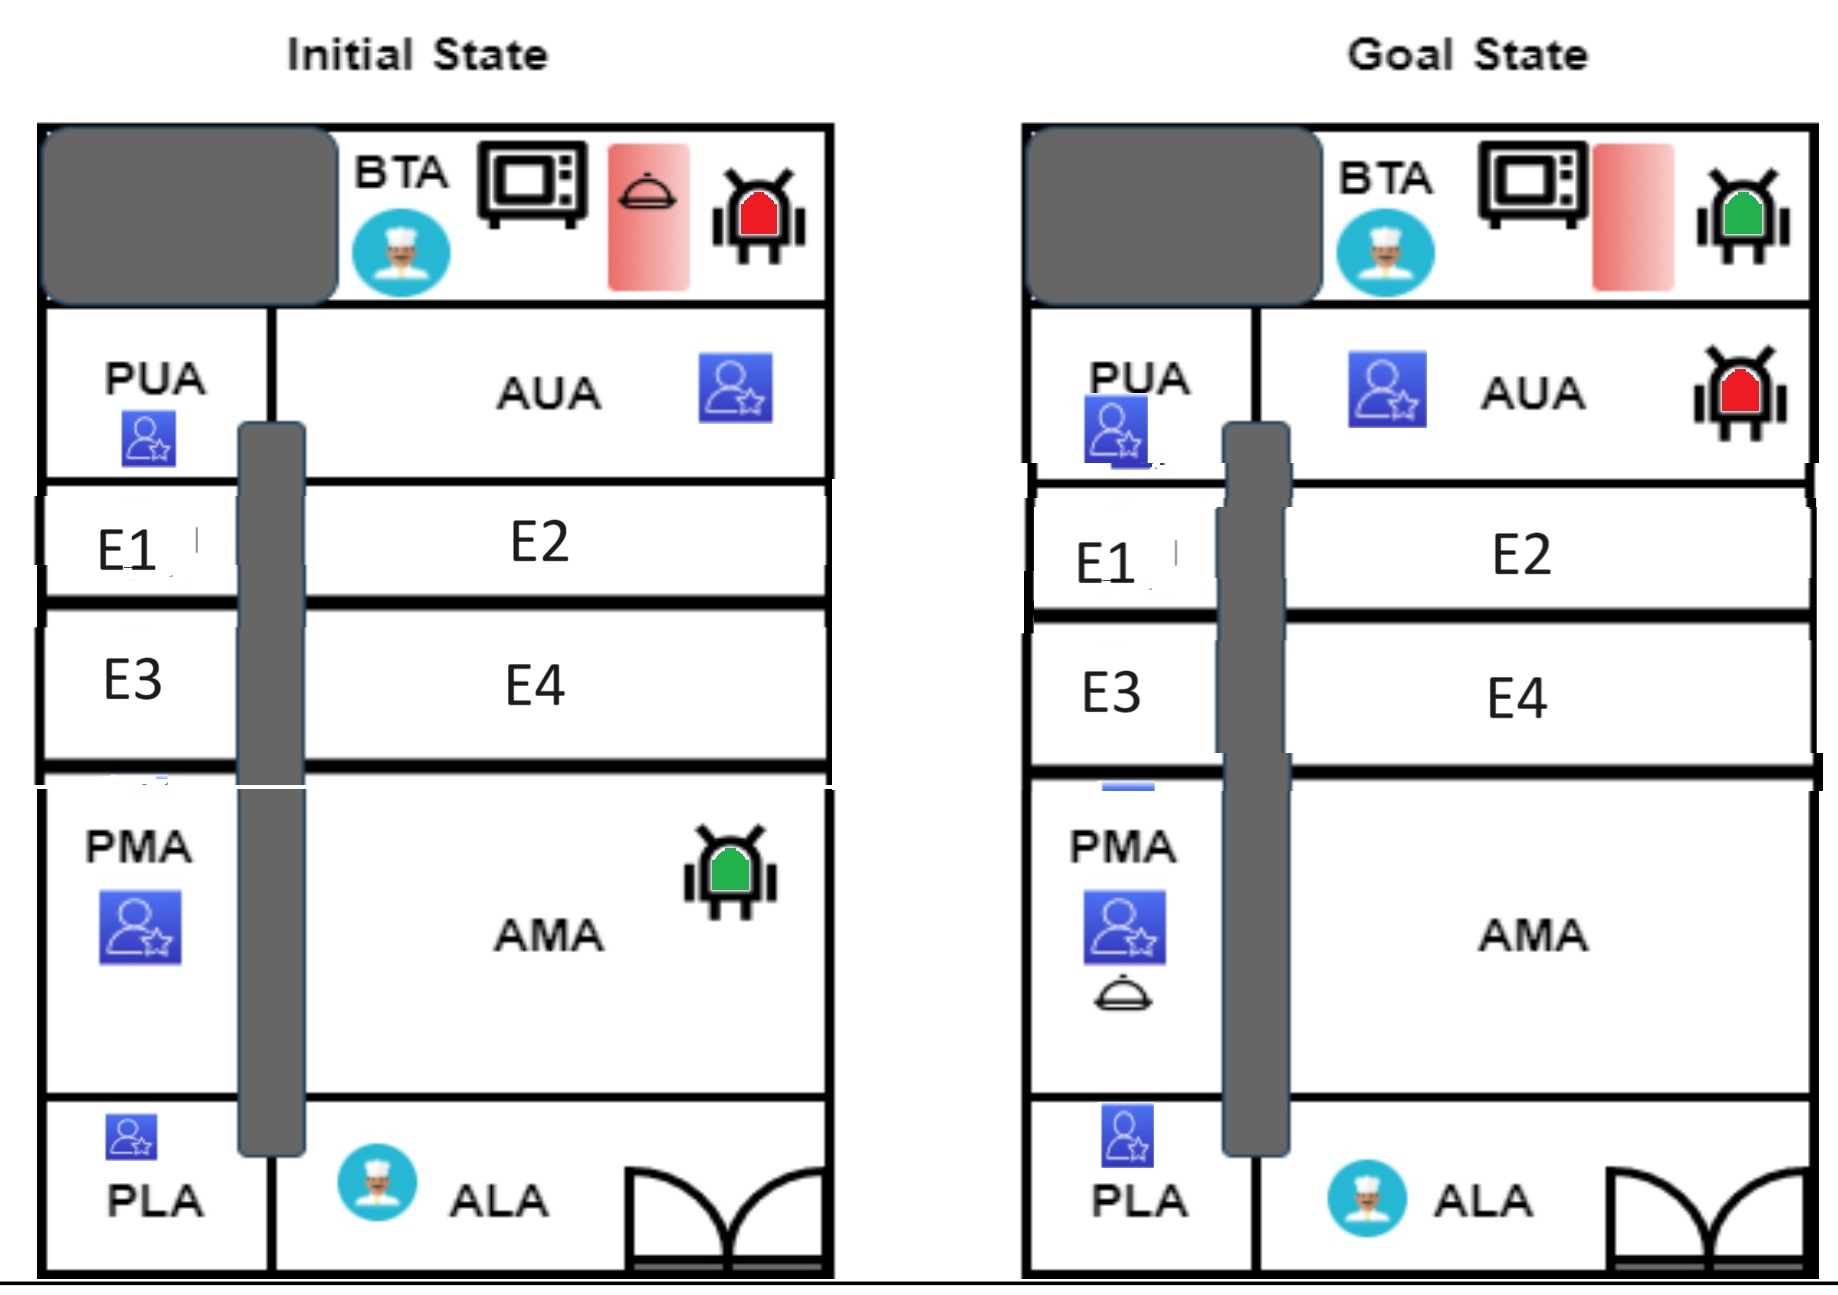 Initial State
BTA
PUA
AUA
E1
E2
E3
E4
PMA
AMA
PLA
ALA
Goal State
BTA
PUA
AUA
E1
E2
E3
E4
PMA
AMA
PLA
ALA